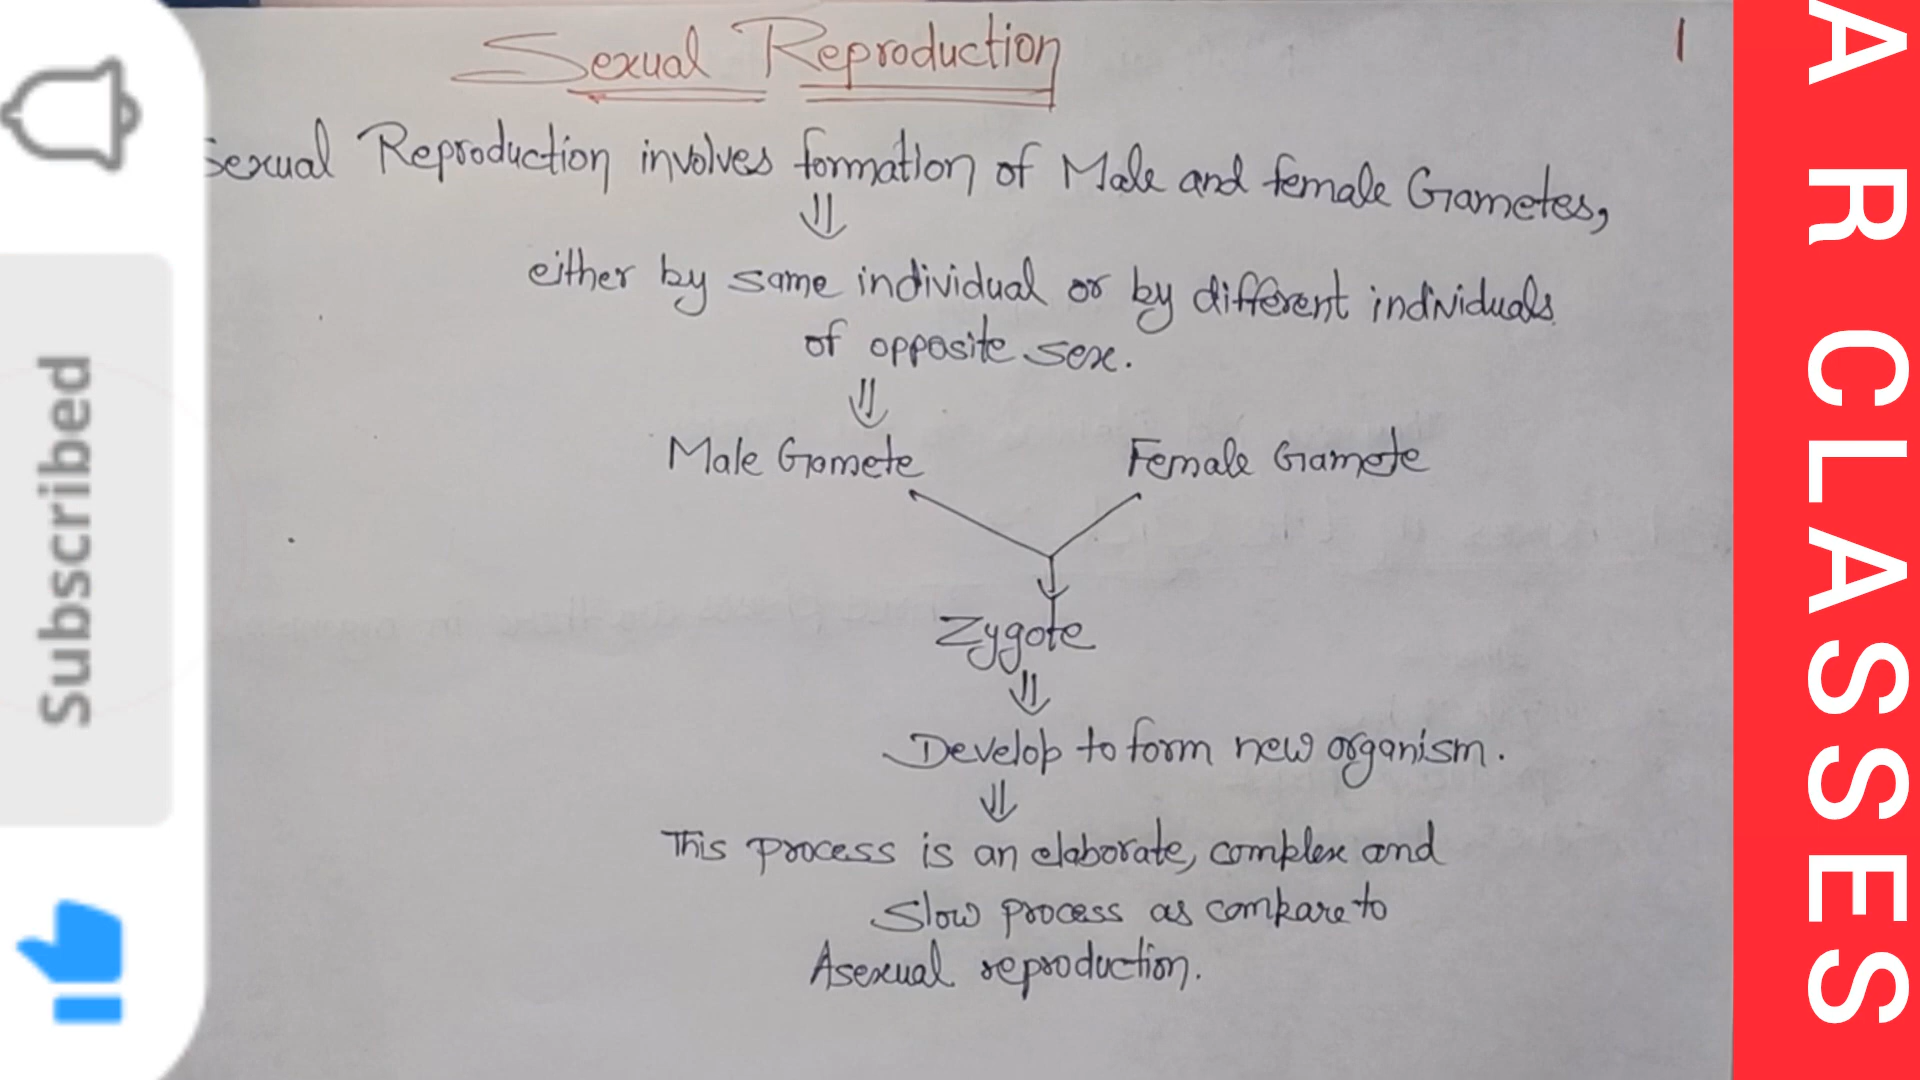 Sexual Reproduction
1
Sexual Reproduction involves formation of Male and female Gametes,
either by same individual or by different individuals
of opposite sex.
Male Gamete Female Gamete
Zygote
Develop to form new organism.
This process is an elaborate, complex and
Slow process as compare to
Asexual reproduction.
Subscribed
A R CLASSES